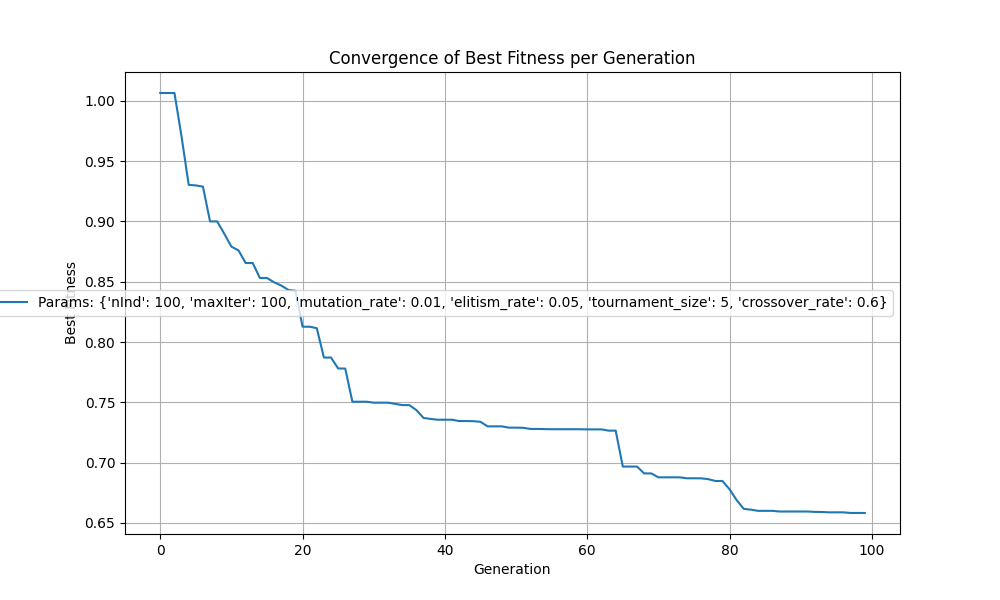 Convergence of Best Fitness per Generation
1.00
0.95
0.90
0.85
0.80
0.75
0.70
0.65
Best
Params: {'nInd': 100, 'maxIter': 100, 'mutation_rate': 0.01, 'elitism_rate': 0.05, 'tournament_size': 5, 'crossover_rate': 0.6}
0 20 40 60 80 100
Generation